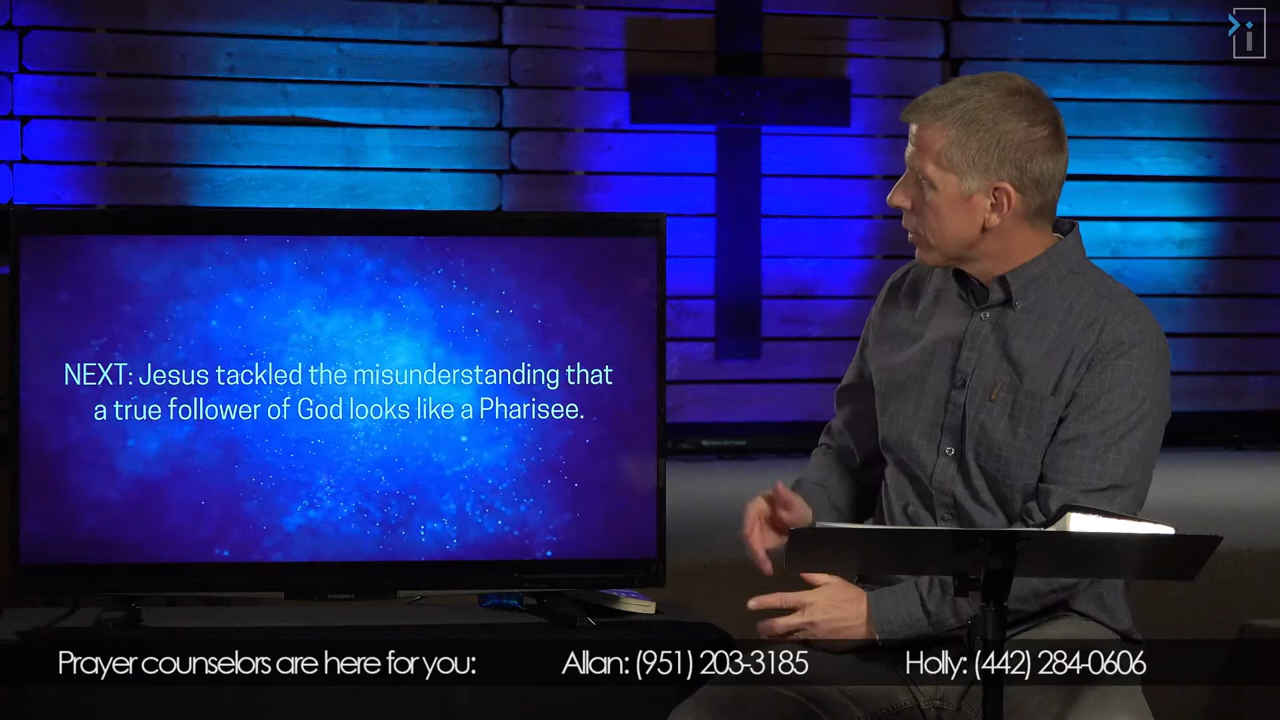 NEXT: Jesus tackled the misunderstanding that
a true follower of God looks like a Pharisee.
INSIGNIA
Prayer counselors are here for you: Allan: (951) 203-3185 Holly: (442) 284-0606